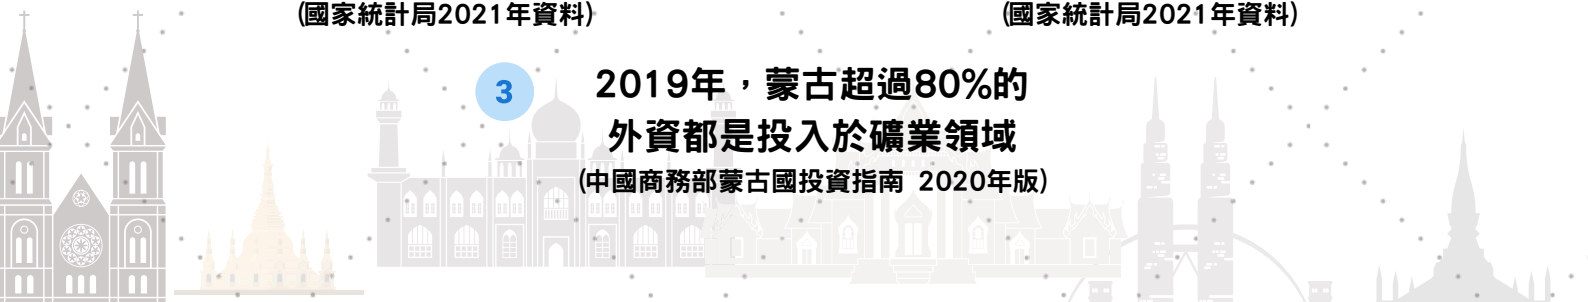 (國家統計局2021年資料)
(國家統計局2021年資料)
3
2019年，蒙古超過80%的
外資都是投入於礦業領域
(中國商務部蒙古國投資指南 2020年版)